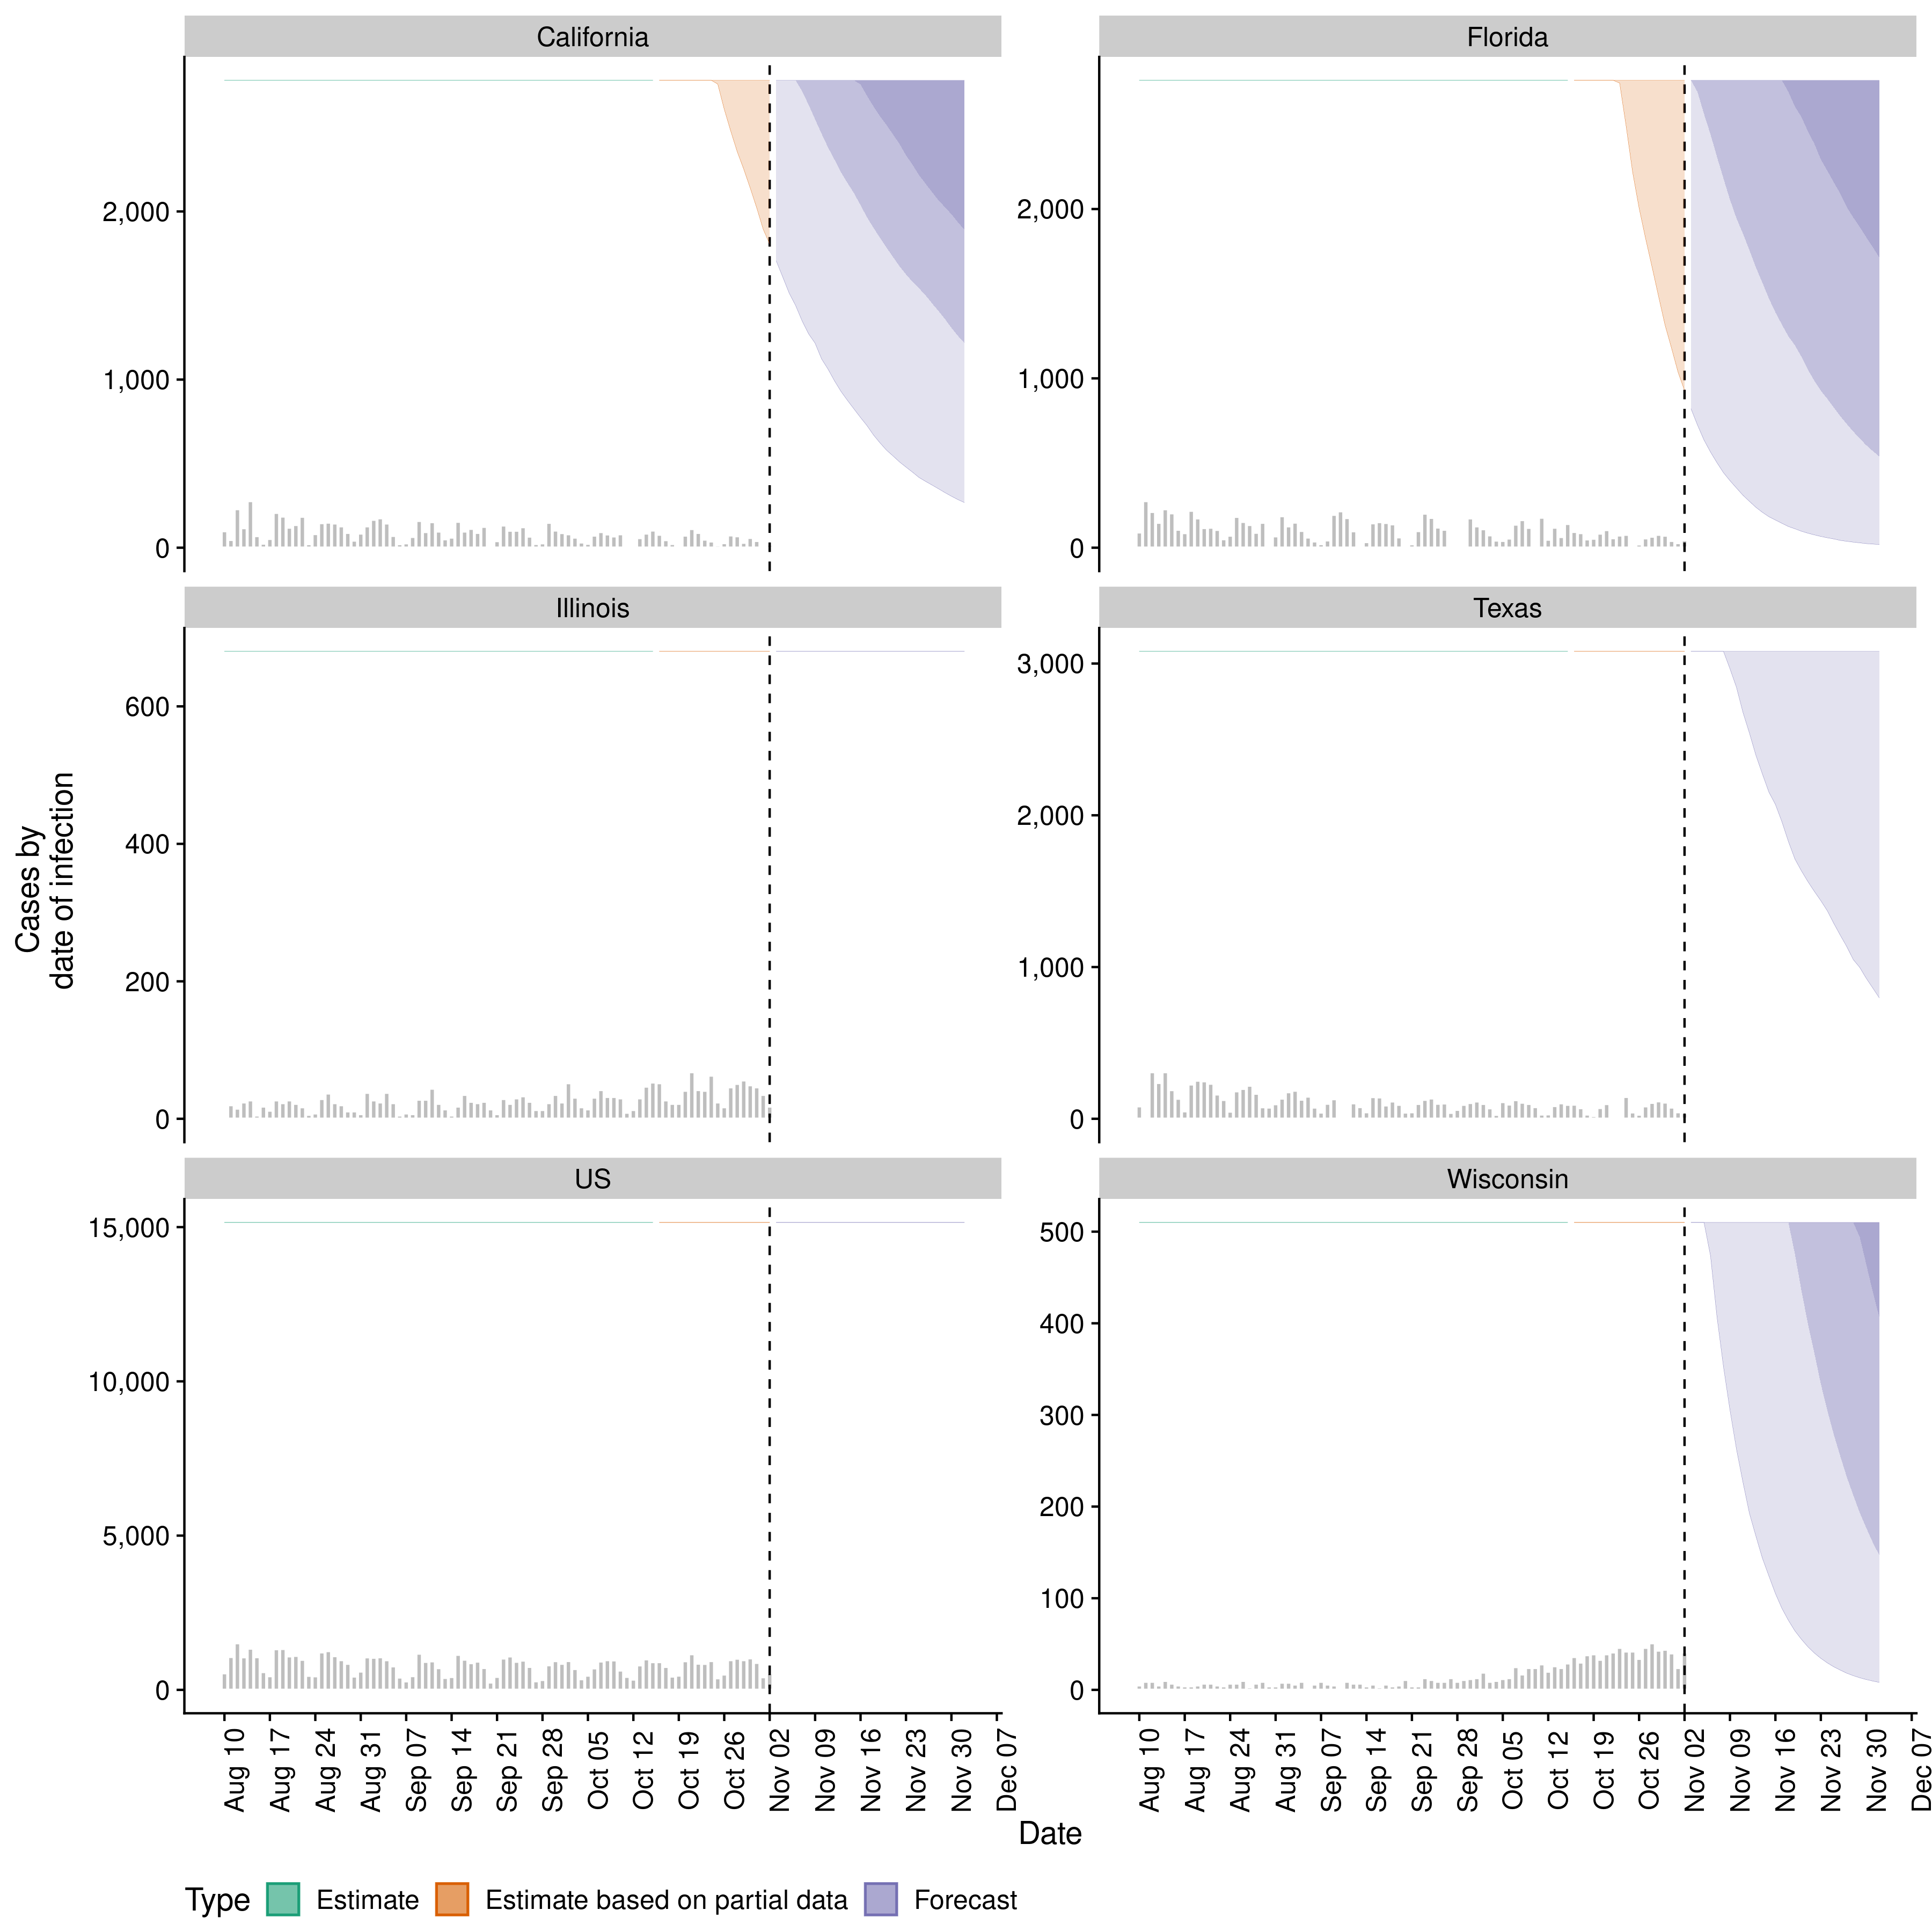 California
Florida
2,000
1,000
0
2,000
1,000
0
Illinois
Texas
600
400
200
0
3,000
2,000
1,000
0
Cases by
date of infection
US
Wisconsin
15,000
10,000
5,000
0
500
400
300
200
100
0
Aug 10
Aug 17
Aug 24
Aug 31
Sep 07
Sep 14
Sep 21
Sep 28
Oct 05
Oct 12
Oct 19
Oct 26
Nov 02
Nov 09
Nov 16
Nov 23
Nov 30
Dec 07
Aug 10
Aug 17
Aug 24
Aug 31
Sep 07
Sep 14
Sep 21
Sep 28
Oct 05
Oct 12
Oct 19
Oct 26
Nov 02
Nov 09
Nov 16
Nov 23
Nov 30
Dec 07
Date
Type Estimate Estimate based on partial data Forecast